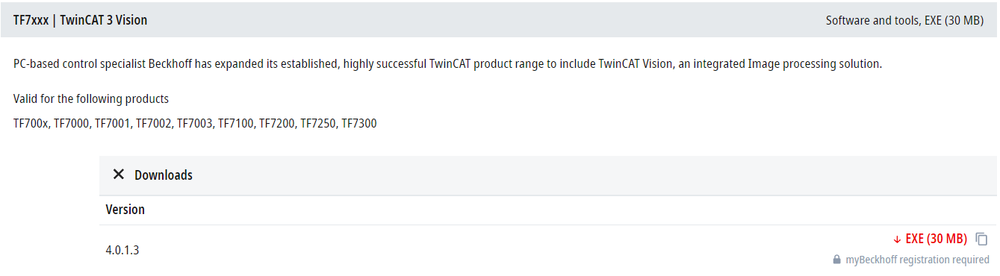 TF7xxx | TwinCAT 3 Vision
Software and tools, EXE (30 MB)
PC-based control specialist Beckhoff has expanded its established, highly successful TwinCAT product range to include TwinCAT Vision, an integrated Image processing solution.
Valid for the following products
TF700x, TF7000, TF7001, TF7002, TF7003, TF7100, TF7200, TF7250, TF7300
Downloads
Version
4.0.1.3
EXE (30 MB)
myBeckhoff registration required